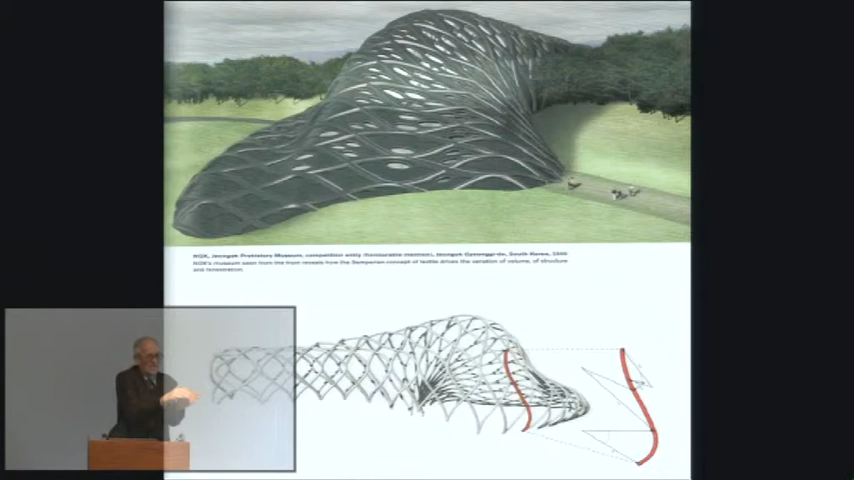 NOX, Jeongok Prehistory Museum, competition entry (honourable mention), Jeongok, Gyeonggi-do, South Korea, 2006
NOX's museum seen from the front reveals how the Semperian concept of textile drives the variation of volume, of structure
and fenestration.